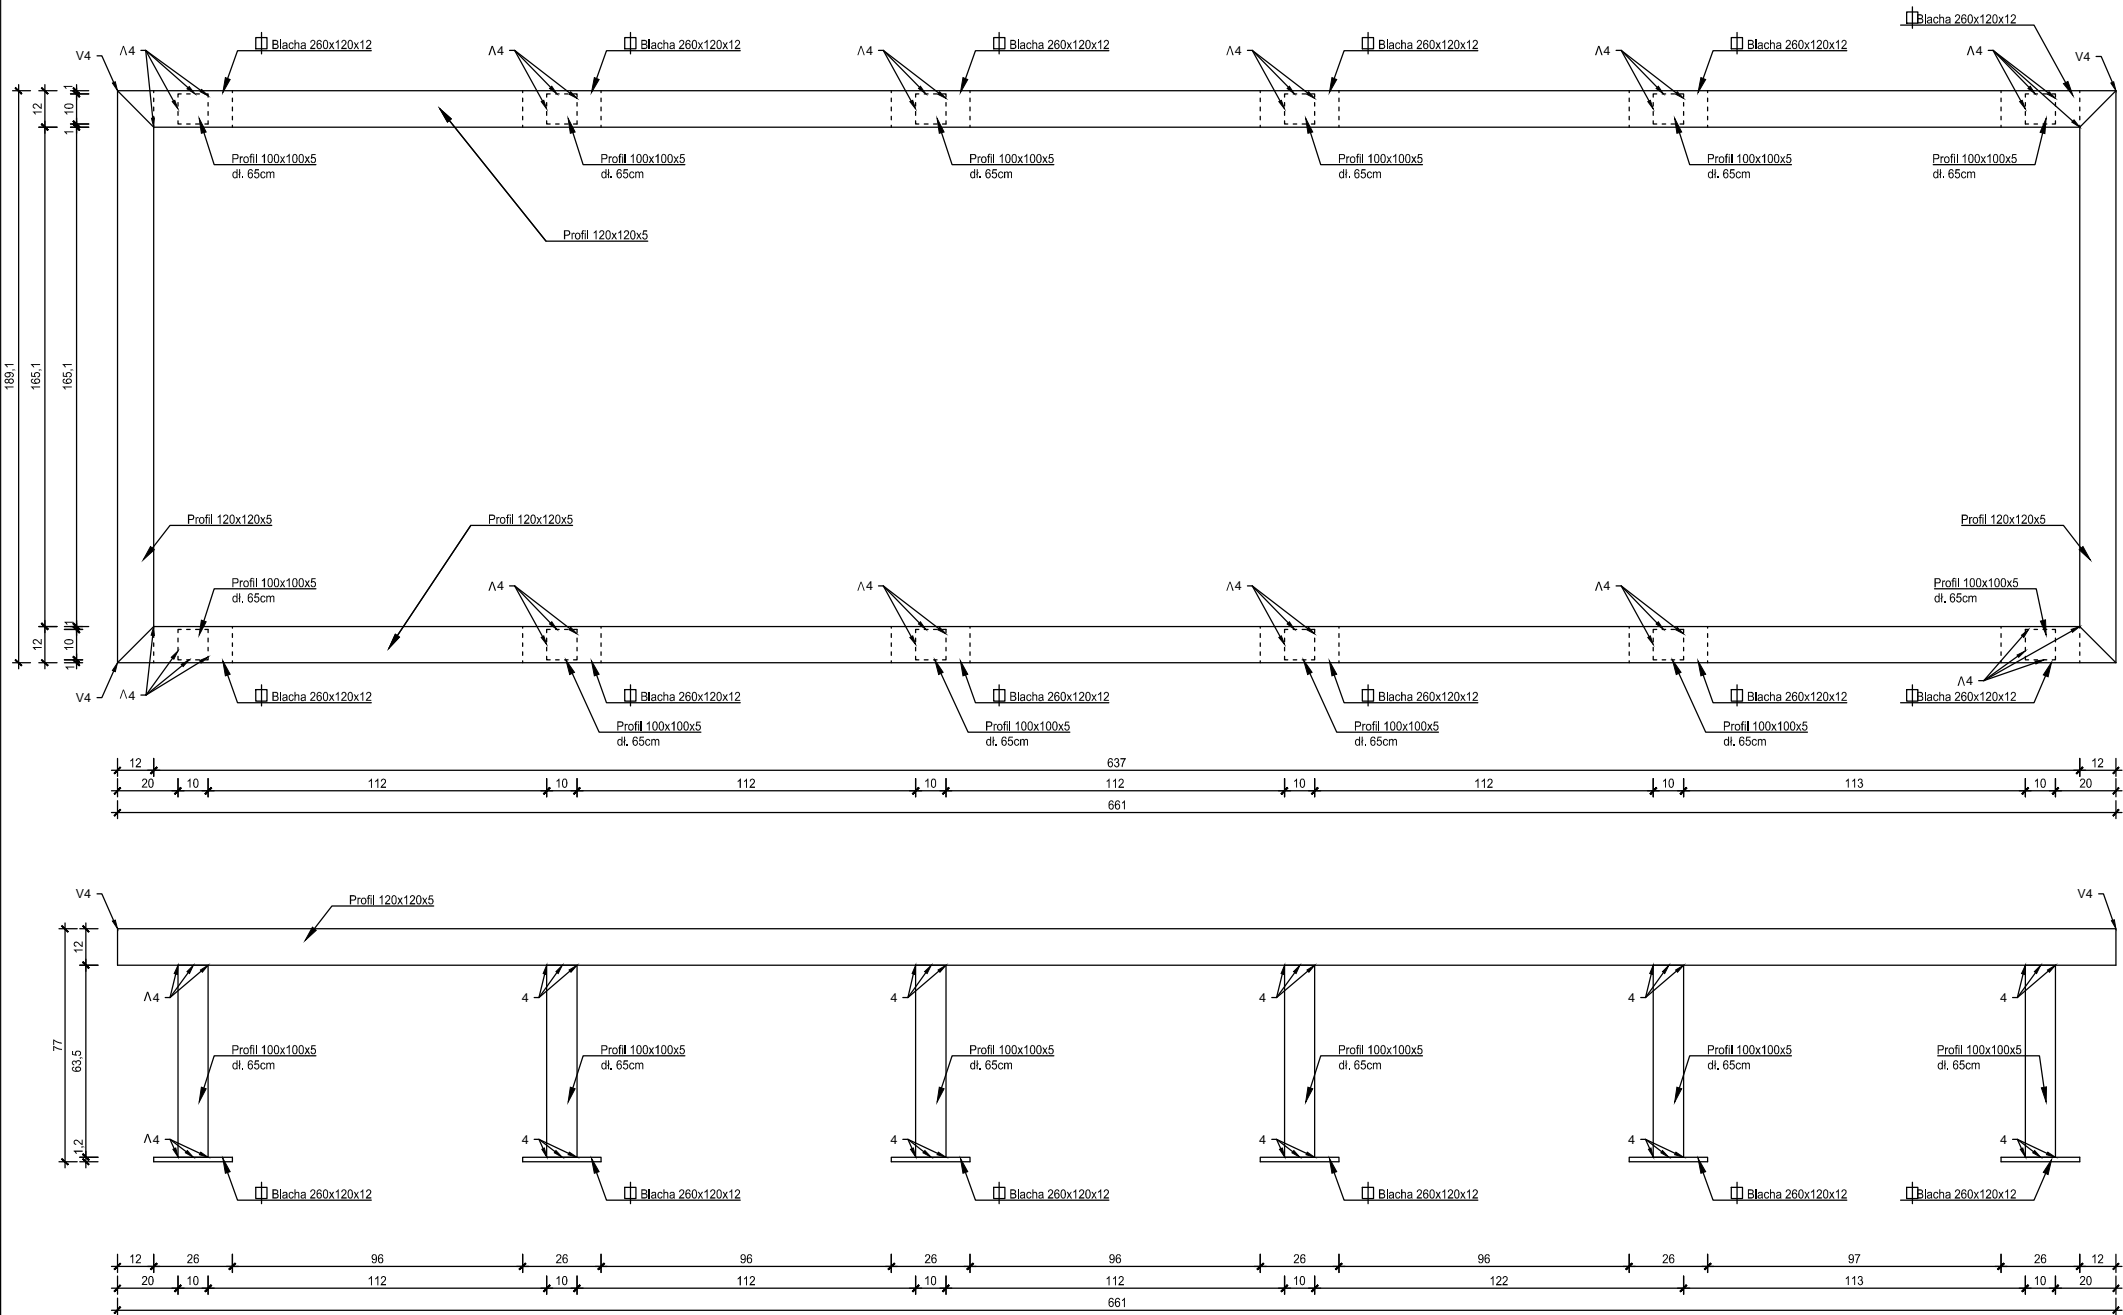 Blacha 260x120x12
V4
Λ4
Blacha 260x120x12
Λ4
Blacha 260x120x12
Λ4
Blacha 260x120x12
Λ4
Blacha 260x120x12
Λ4
Blacha 260x120x12
Λ4
V4
Profil 100x100x5
dł. 65cm
Profil 100x100x5
dł. 65cm
Profil 100x100x5
dł. 65cm
Profil 100x100x5
dł. 65cm
Profil 100x100x5
dł. 65cm
Profil 100x100x5
dł. 65cm
Profil 120x120x5
189,1
12
165,1
12
1
10
1
165,1
1
10
1
Profil 120x120x5
Profil 120x120x5
Profil 120x120x5
Profil 100x100x5
dł. 65cm
Λ4
Λ4
Λ4
Λ4
Profil 100x100x5
dł. 65cm
V4
Λ4
Blacha 260x120x12
Blacha 260x120x12
Blacha 260x120x12
Blacha 260x120x12
Blacha 260x120x12
Λ4
Blacha 260x120x12
Profil 100x100x5
dł. 65cm
Profil 100x100x5
dł. 65cm
Profil 100x100x5
dł. 65cm
Profil 100x100x5
dł. 65cm
12 637 12
20 10 112 10 112 10 112 10 112 10 113 10 20
661
V4
Profil 120x120x5
V4
77
12
63,5
1,2
Λ4 4 4 4 4 4
Profil 100x100x5
dł. 65cm
Profil 100x100x5
dł. 65cm
Profil 100x100x5
dł. 65cm
Profil 100x100x5
dł. 65cm
Profil 100x100x5
dł. 65cm
Profil 100x100x5
dł. 65cm
Λ4 4 4 4 4 4
Blacha 260x120x12
Blacha 260x120x12
Blacha 260x120x12
Blacha 260x120x12
Blacha 260x120x12
Blacha 260x120x12
12 26 96 26 96 26 96 26 96 26 97 26 12
20 10 112 10 112 10 112 10 122 113 10 20
661